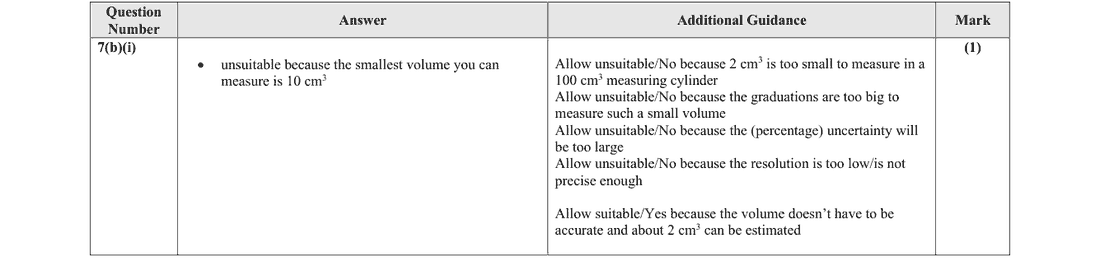 Question
Number
Answer
Additional Guidance
Mark
7(b)(i)
• unsuitable because the smallest volume you can
measure is 10 cm³
Allow unsuitable/No because 2 cm³ is too small to measure in a
100 cm³ measuring cylinder
Allow unsuitable/No because the graduations are too big to
measure such a small volume
Allow unsuitable/No because the (percentage) uncertainty will
be too large
Allow unsuitable/No because the resolution is too low/is not
precise enough
Allow suitable/Yes because the volume doesn’t have to be
accurate and about 2 cm³ can be estimated
(1)